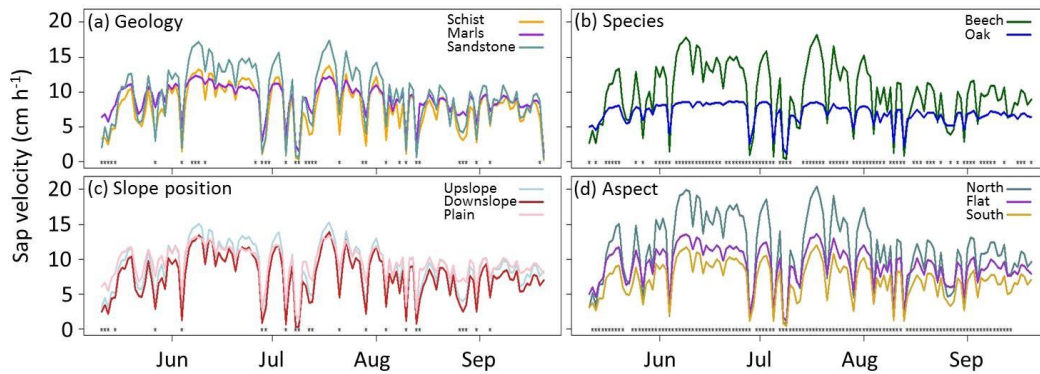 (a) Geology
Schist
Marls
Sandstone
(b) Species
Beech
Oak
20
15
10
5
0
Sap velocity (cm h-1)
(c) Slope position
Upslope
Downslope
Plain
(d) Aspect
North
Flat
South
20
15
10
5
0
Jun Jul Aug Sep Jun Jul Aug Sep